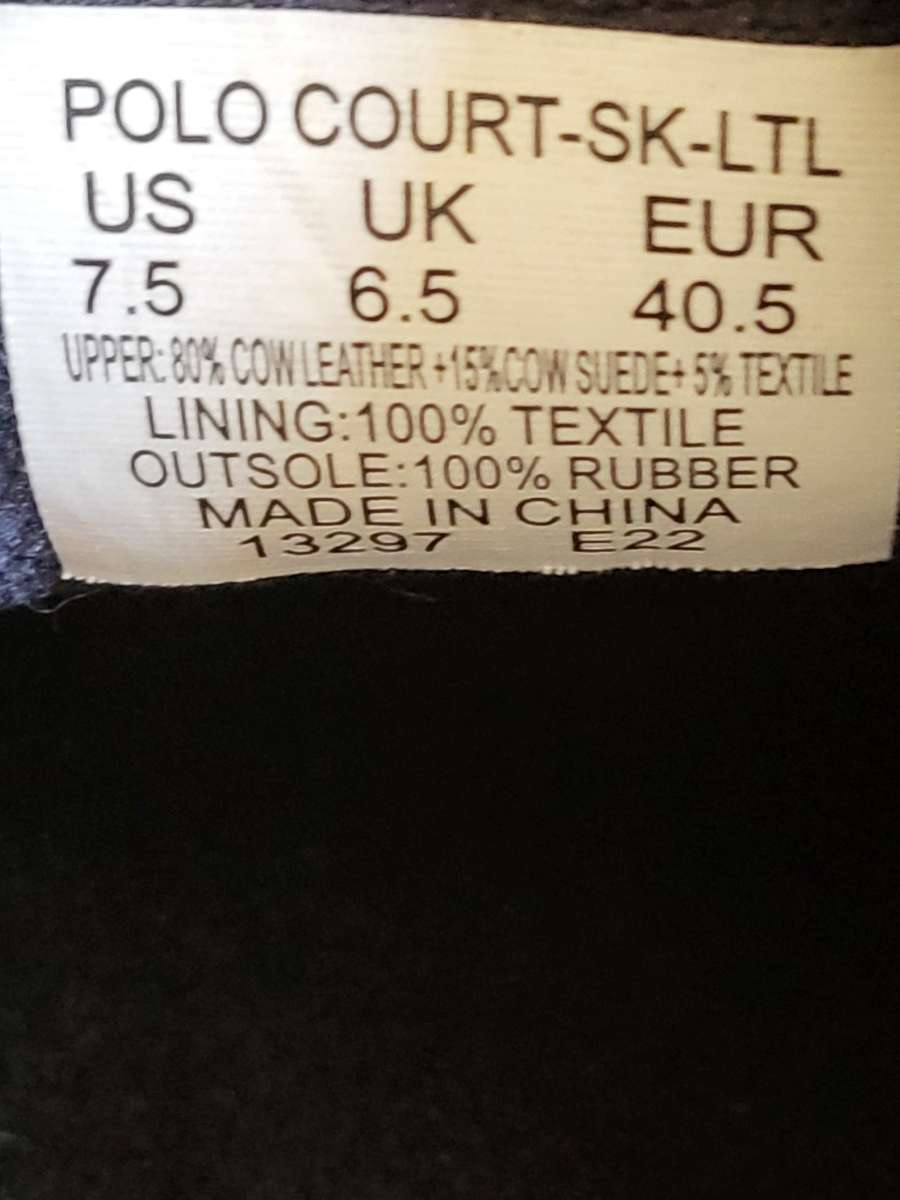 POLO COURT-SK-LTL
US UK EUR
7.5 6.5 40.5
UPPER: 80% COW LEATHER +15%COW SUEDE+ 5% TEXTILE
LINING:100% TEXTILE
OUTSOLE:100% RUBBER
MADE IN CHINA
13297 E22